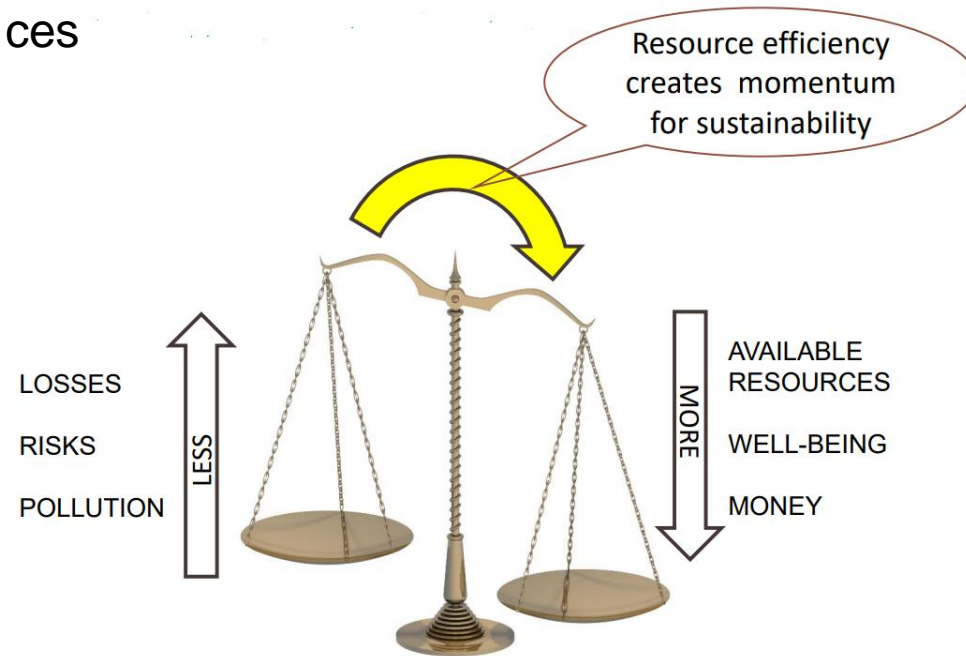 ces
Resource efficiency
creates momentum
for sustainability
LOSSES
RISKS
POLLUTION
LESS
MORE
AVAILABLE
RESOURCES
WELL-BEING
MONEY